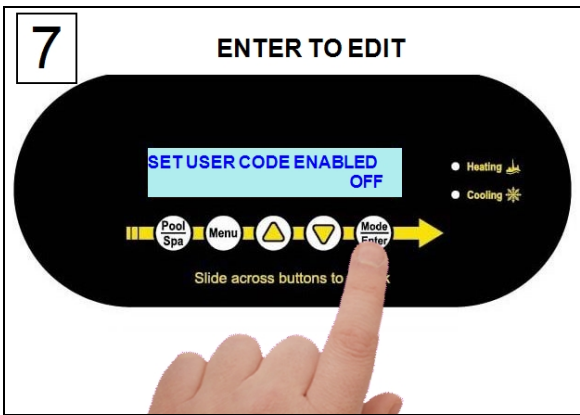 7
ENTER TO EDIT
SET USER CODE ENABLED
OFF
Heating
Cooling
Pool
Spa
Menu
Mode
Enter
Slide across buttons to